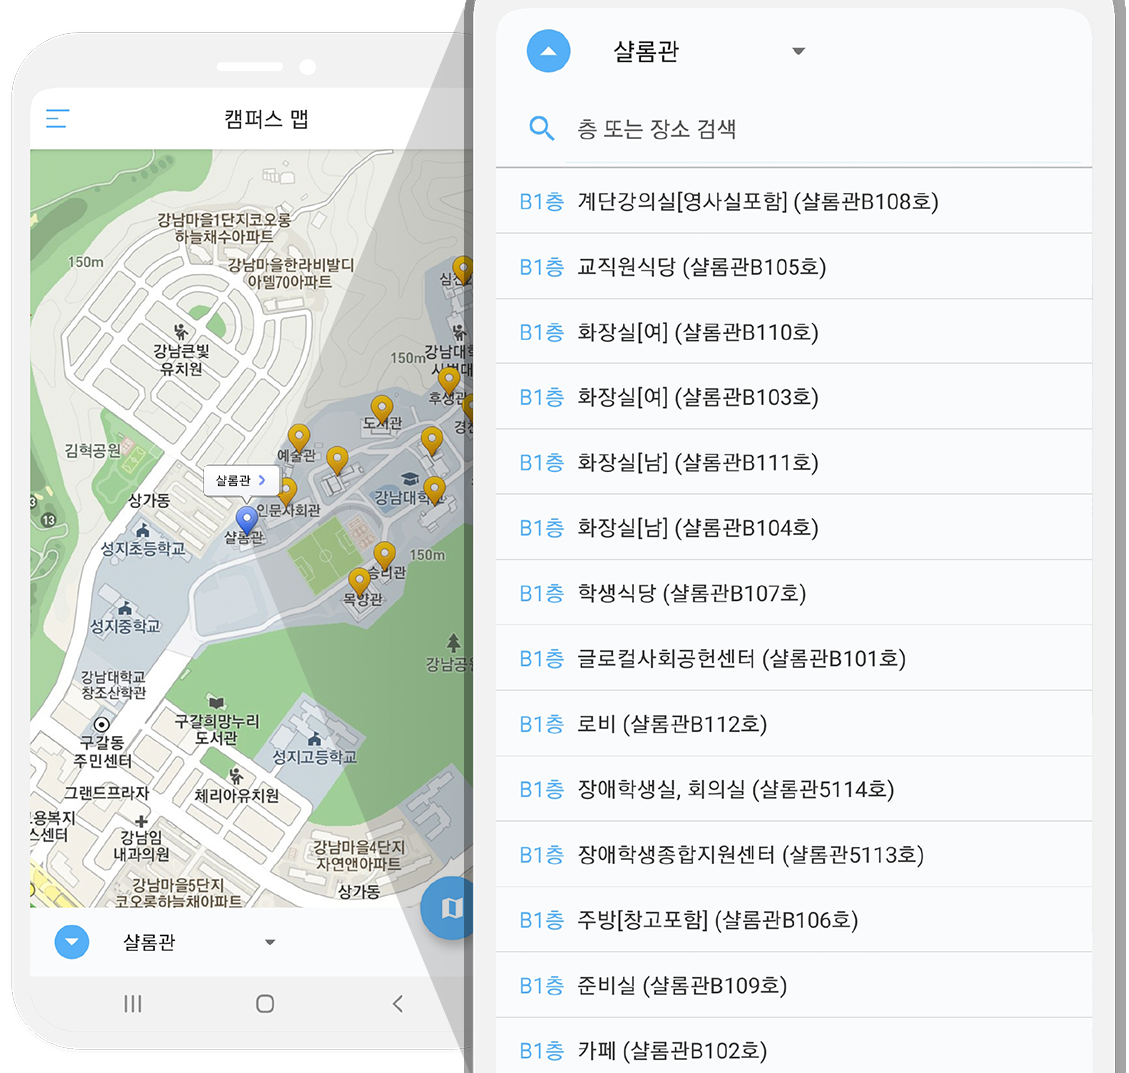 캠퍼스 맵
강남마을1단지코오롱
하늘채수아파트
150m
강남마을한라비발디
아델70아파트
강남큰빛
유치원
150m
강남대학
후생관
도서관
예술관
김혁공원
샬롬관
상가동
인문사회관
강남대학교
샬롬관
13
성지초등학교
150m
승리관
목양관
성지중학교
강남공원
강남대학교
창조산학관
구갈희망누리
도서관
구갈동
주민센터
성지고등학교
그랜드프라자
체리아유치원
강남임
내과의원
강남마을4단지
자연앤아파트
강남마을5단지
코오롱하늘채아파트
상가동
샬롬관
샬롬관
층 또는 장소 검색
B1층 계단강의실[영사실포함] (샬롬관B108호)
B1층 교직원식당 (샬롬관B105호)
B1층 화장실[여] (샬롬관B110호)
B1층 화장실[여] (샬롬관B103호)
B1층 화장실[남] (샬롬관B111호)
B1층 화장실[남] (샬롬관B104호)
B1층 학생식당 (샬롬관B107호)
B1층 글로컬사회공헌센터 (샬롬관B101호)
B1층 로비 (샬롬관B112호)
B1층 장애학생실, 회의실 (샬롬관5114호)
B1층 장애학생종합지원센터 (샬롬관5113호)
B1층 주방[창고포함] (샬롬관B106호)
B1층 준비실 (샬롬관B109호)
B1층 카페 (샬롬관B102호)